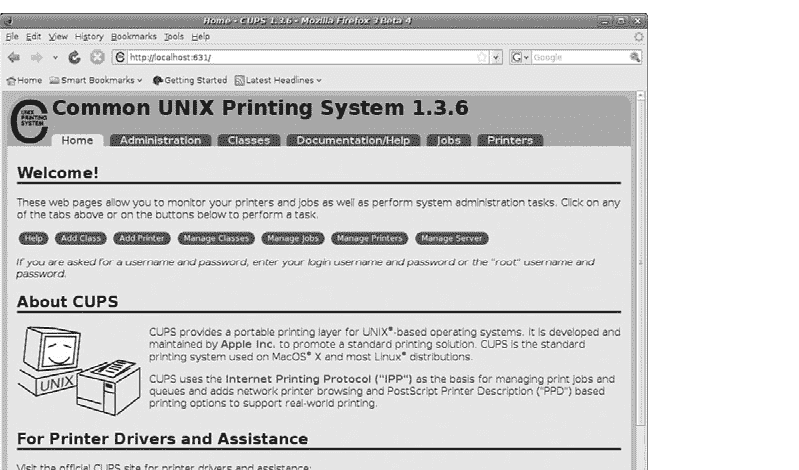 Home - CUPS 1.3.6 - Mozilla Firefox 3 Beta 4
File Edit View History Bookmarks Tools Help
http://localhost:631/ Google
Home Smart Bookmarks Getting Started Latest Headlines
UNIX PRINTING SYSTEM
Common UNIX Printing System 1.3.6
Home Administration Classes Documentation/Help Jobs Printers
Welcome!
These web pages allow you to monitor your printers and jobs as well as perform system administration tasks. Click on any
of the tabs above or on the buttons below to perform a task.
Help Add Class Add Printer Manage Classes Manage Jobs Manage Printers Manage Server
If you are asked for a username and password, enter your login username and password or the "root" username and
password.
About CUPS
CUPS provides a portable printing layer for UNIX®-based operating systems. It is developed and
maintained by Apple Inc. to promote a standard printing solution. CUPS is the standard
printing system used on MacOS® X and most Linux® distributions.
UNIX
CUPS uses the Internet Printing Protocol ("IPP") as the basis for managing print jobs and
queues and adds network printer browsing and PostScript Printer Description ("PPD") based
printing options to support real-world printing.
For Printer Drivers and Assistance
Visit the official CUPS site for printer drivers and assistance: